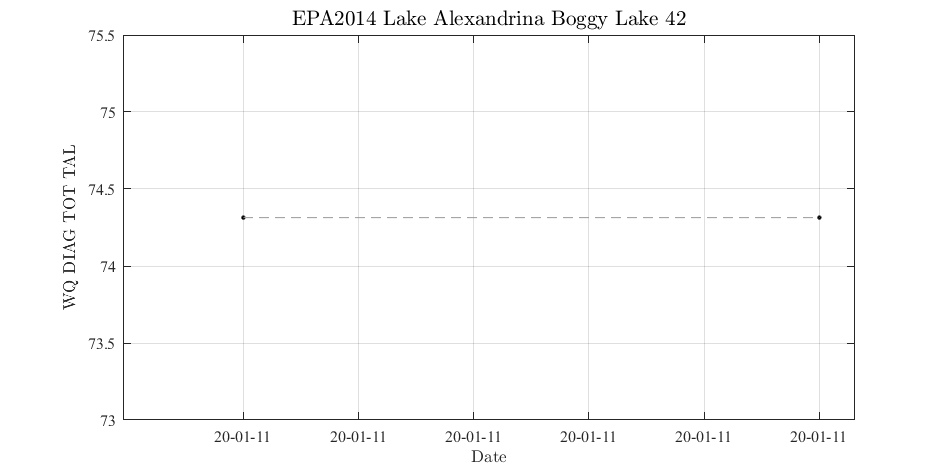 EPA2014 Lake Alexandrina Boggy Lake 42
75.5
75
74.5
74
73.5
73
WQ DIAG TOT TAL
20-01-11 20-01-11 20-01-11 20-01-11 20-01-11 20-01-11
Date